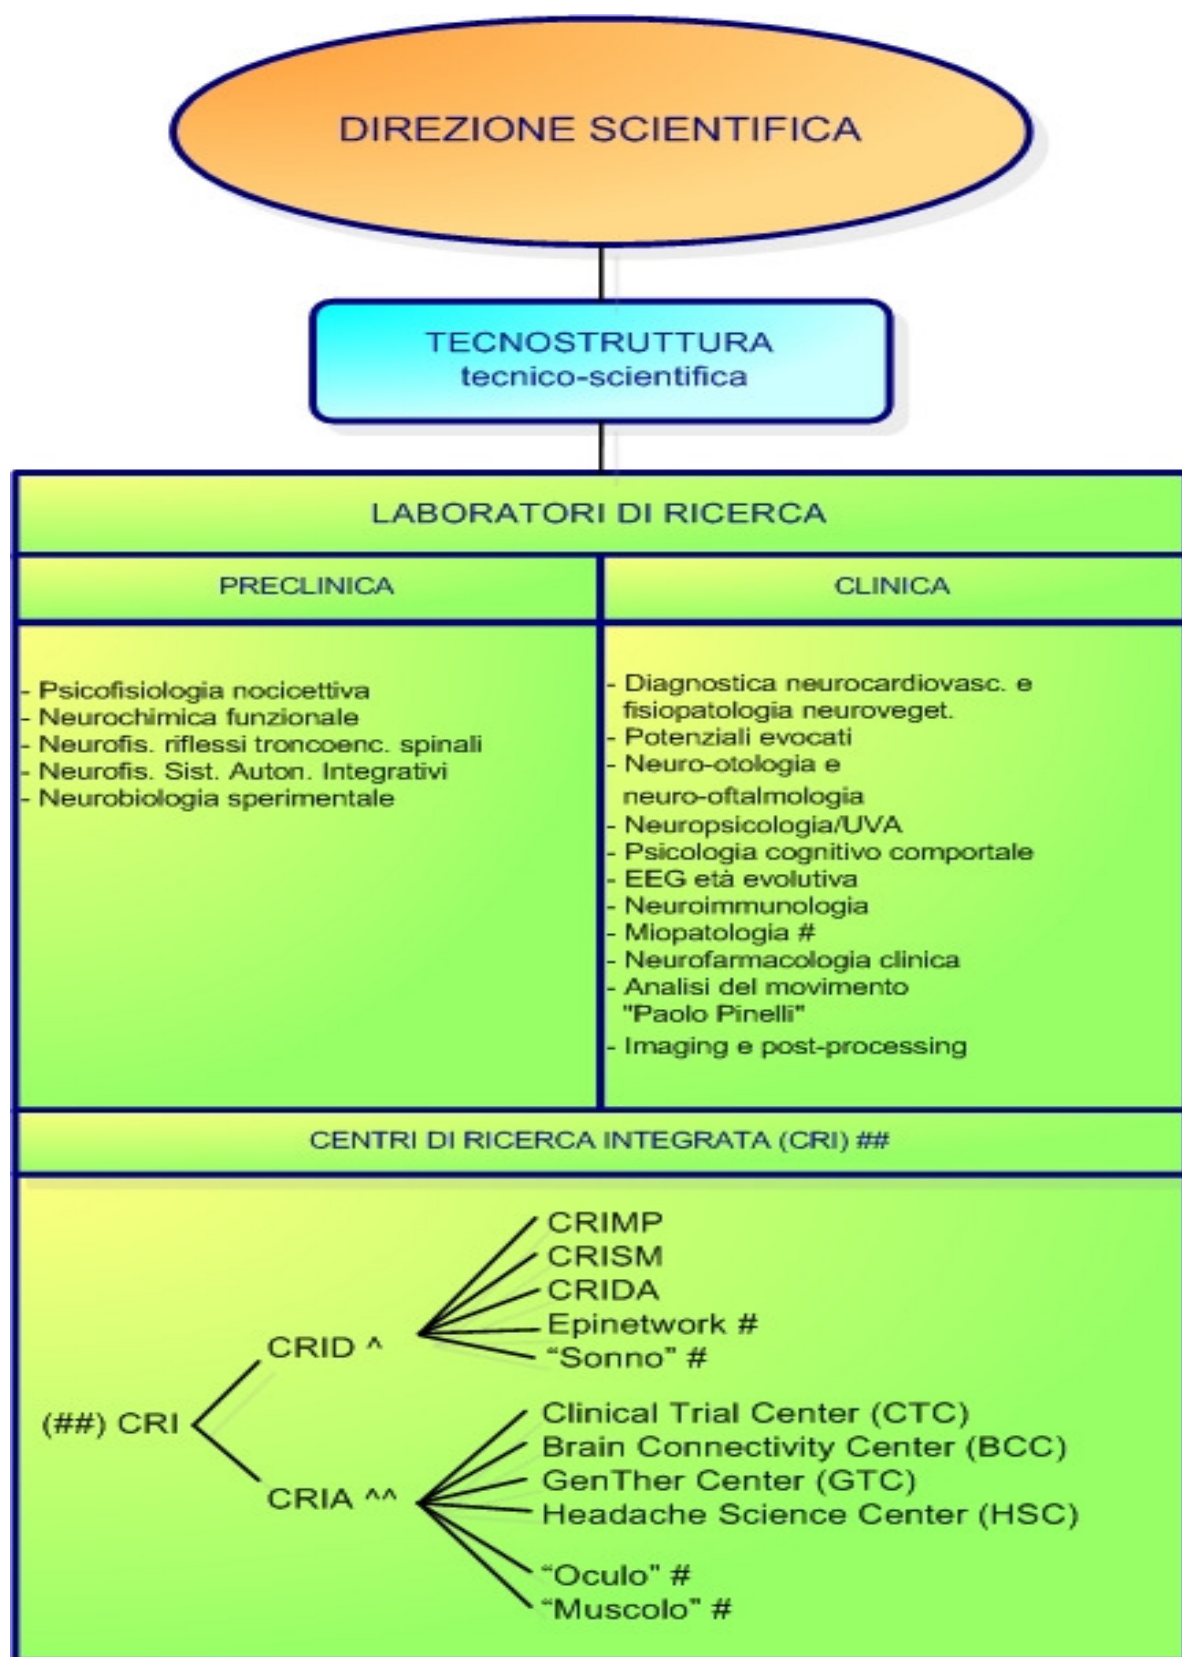 DIREZIONE SCIENTIFICA
TECNOSTRUTTURA
tecnico-scientifica
LABORATORI DI RICERCA
PRECLINICA
- Psicofisiologia nocicettiva
- Neurochimica funzionale
- Neurofis. riflessi troncoenc. spinali
- Neurofis. Sist. Auton. Integrativi
- Neurobiologia sperimentale
CLINICA
- Diagnostica neurocardiovasc. e
fisiopatologia neuroveget.
- Potenziali evocati
- Neuro-otologia e
neuro-oftalmologia
- Neuropsicologia/UVA
- Psicologia cognitivo comportale
- EEG età evolutiva
- Neuroimmunologia
- Miopatologia #
- Neurofarmacologia clinica
- Analisi del movimento
"Paolo Pinelli"
- Imaging e post-processing
CENTRI DI RICERCA INTEGRATA (CRI) ##
(##) CRI
CRID ^
CRIMP
CRISM
CRIDA
Epinetwork #
“Sonno” #
CRIA ^^
Clinical Trial Center (CTC)
Brain Connectivity Center (BCC)
GenTher Center (GTC)
Headache Science Center (HSC)
“Oculo” #
“Muscolo” #